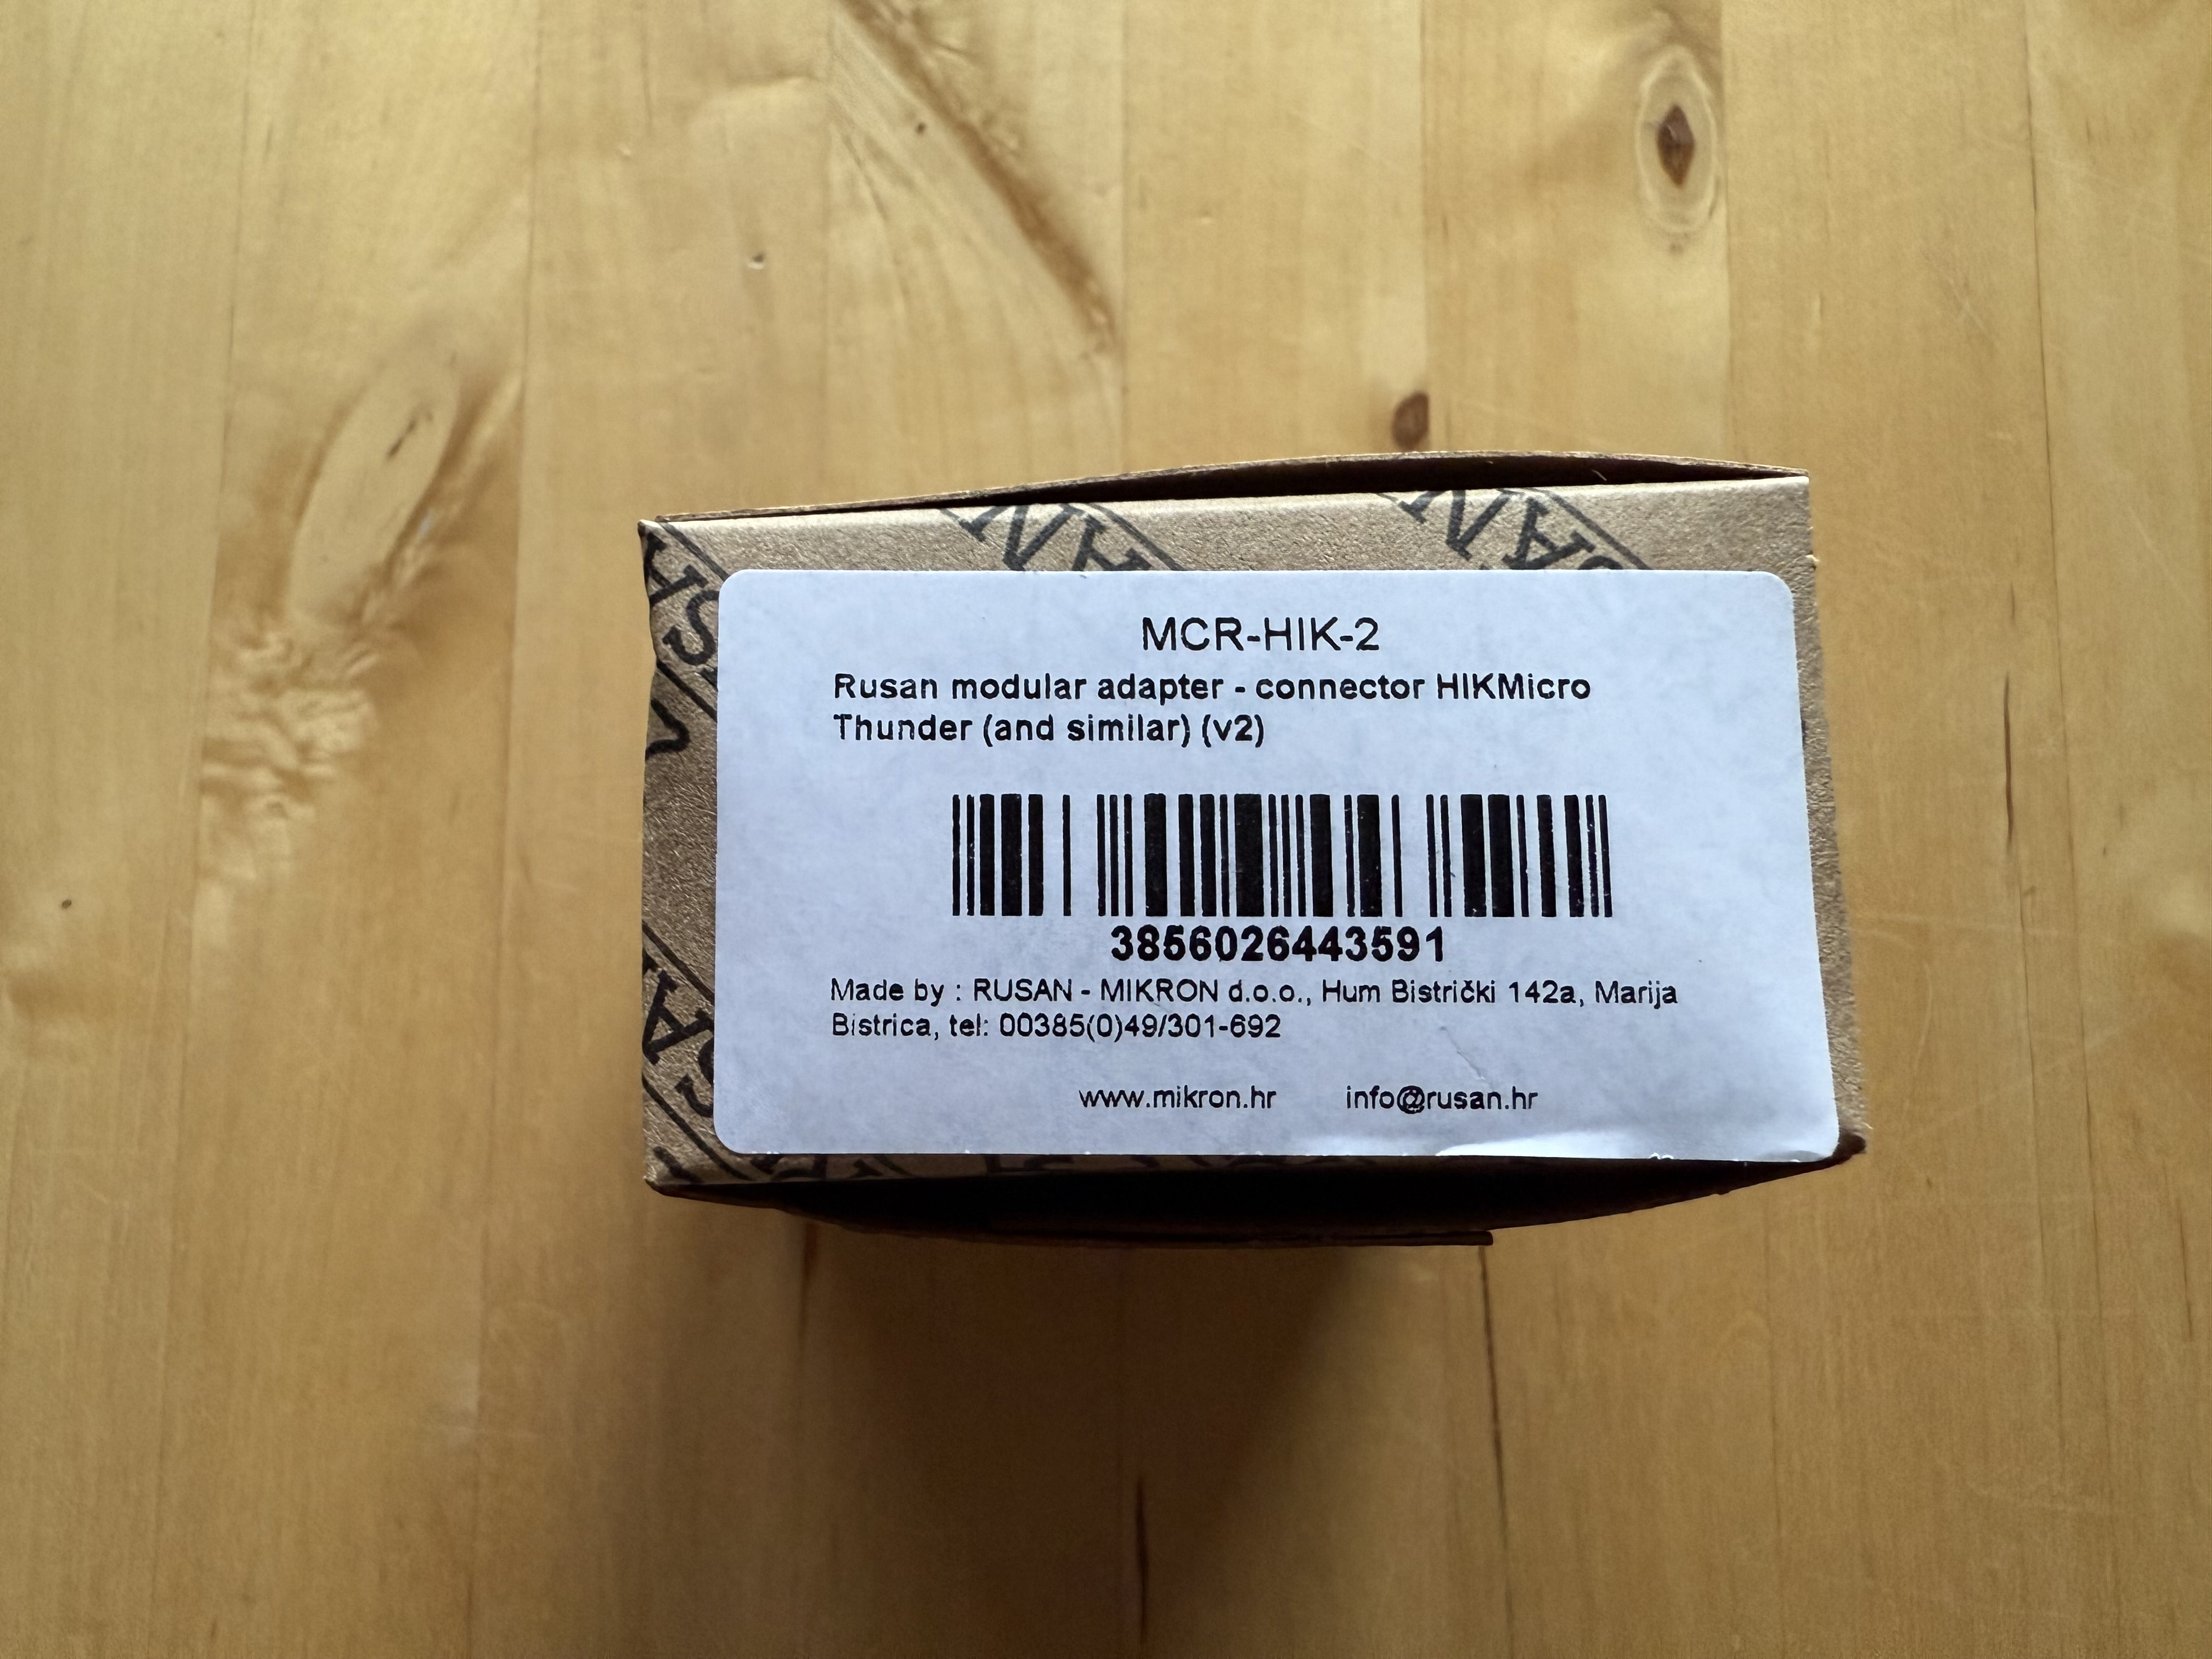 MCR-HIK-2
Rusan modular adapter - connector HIKMicro
Thunder (and similar) (v2)
3856026443591
Made by : RUSAN - MIKRON d.o.o., Hum Bistrički 142a, Marija
Bistrica, tel: 00385(0)49/301-692
www.mikron.hr info@rusan.hr